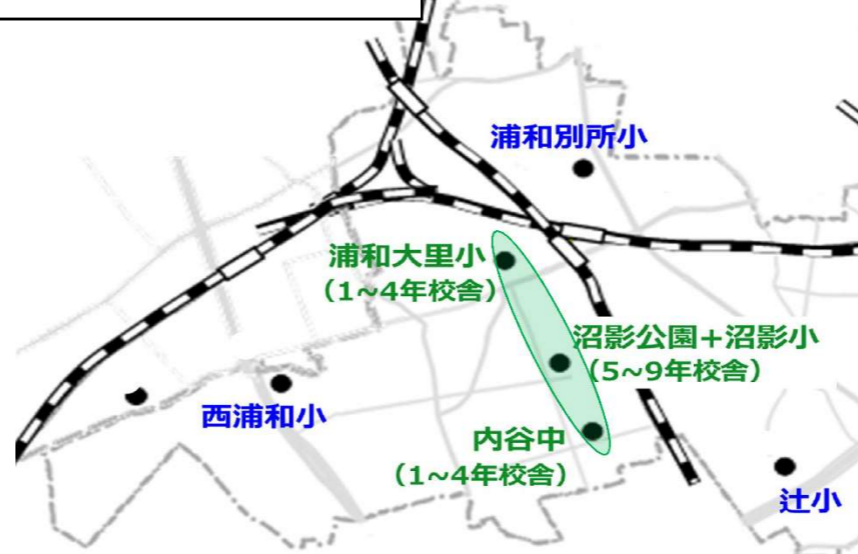 浦和別所小
浦和大里小
（1~4年校舎）
沼影公園+沼影小
（5~9年校舎）
西浦和小
内谷中
（1~4年校舎）
辻小